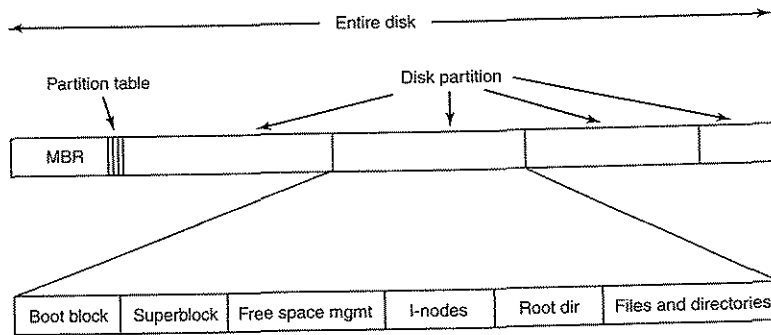 Entire disk
Partition table
Disk partition
MBR
Boot block
Superblock
Free space mgmt
I-nodes
Root dir
Files and directories